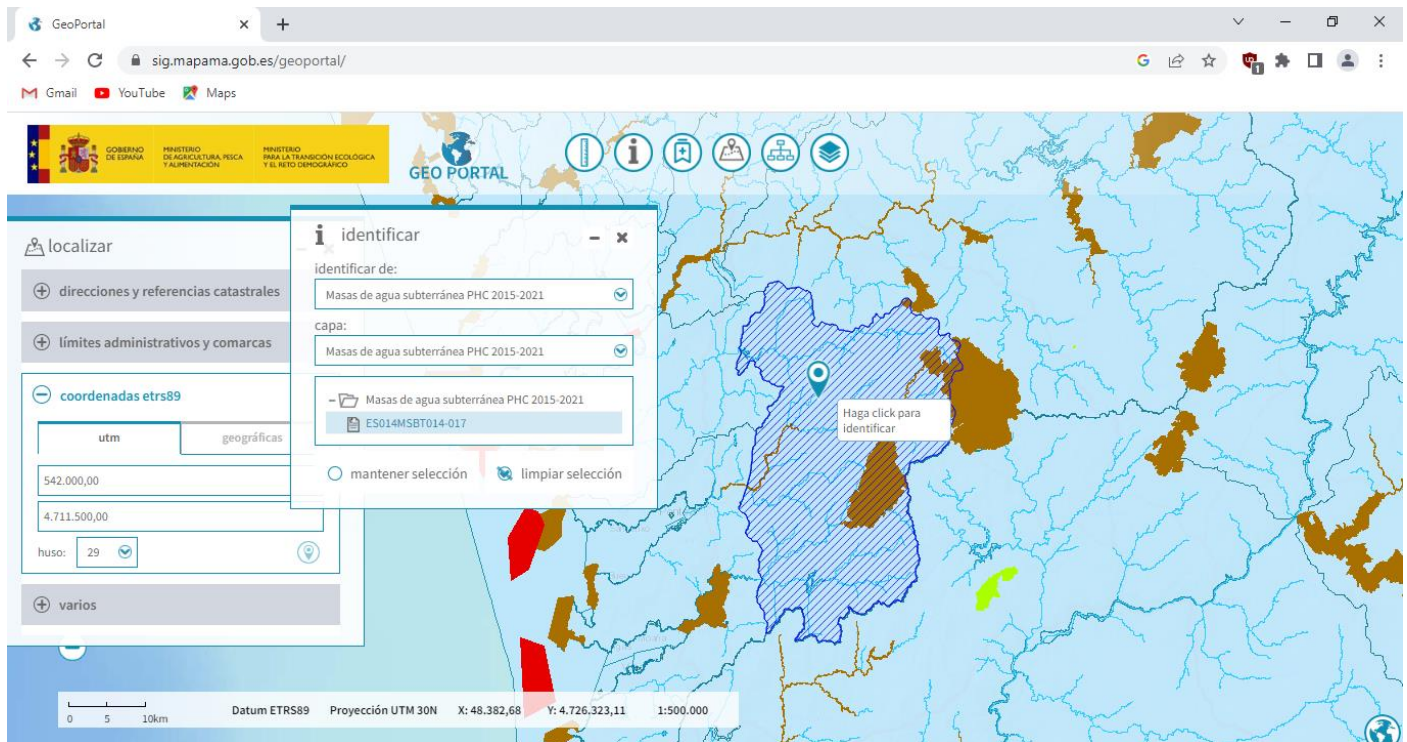 GeoPortal
sig.mapama.gob.es/geoportal/
1
Gmail YouTube Maps
GOBIERNO
DE ESPAÑA
MINISTERIO
DE AGRICULTURA, PESCA
Y ALIMENTACIÓN
MINISTERIO
PARA LA TRANSICIÓN ECOLÓGICA
Y EL RETO DEMOGRÁFICO
GEO PORTAL
localizar
direcciones y referencias catastrales
límites administrativos y comarcas
coordenadas etrs89
utm geográficas
542.000,00
4.711.500,00
huso: 29
varios
identificar
identificar de:
Masas de agua subterránea PHC 2015-2021
capa:
Masas de agua subterránea PHC 2015-2021
Masas de agua subterránea PHC 2015-2021
ES014MSBT014-017
mantener selección limpiar selección
Haga click para
identificar
0 5 10km
Datum ETRS89 Proyección UTM 30N X: 48.382,68 Y: 4.726.323,11 1:500.000